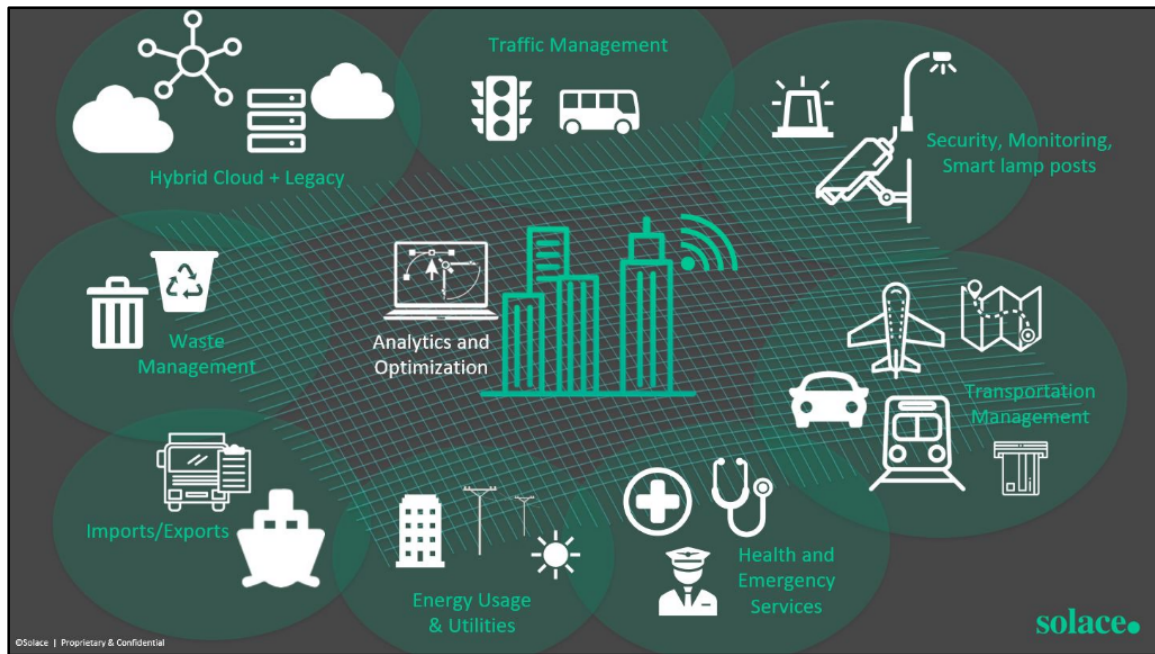 Traffic Management
Security, Monitoring,
Smart lamp posts
Hybrid Cloud + Legacy
Analytics and
Optimization
Waste
Management
Transportation
Management
Imports/Exports
Energy Usage
& Utilities
Health and
Emergency
Services
©Solace | Proprietary & Confidential
solace.